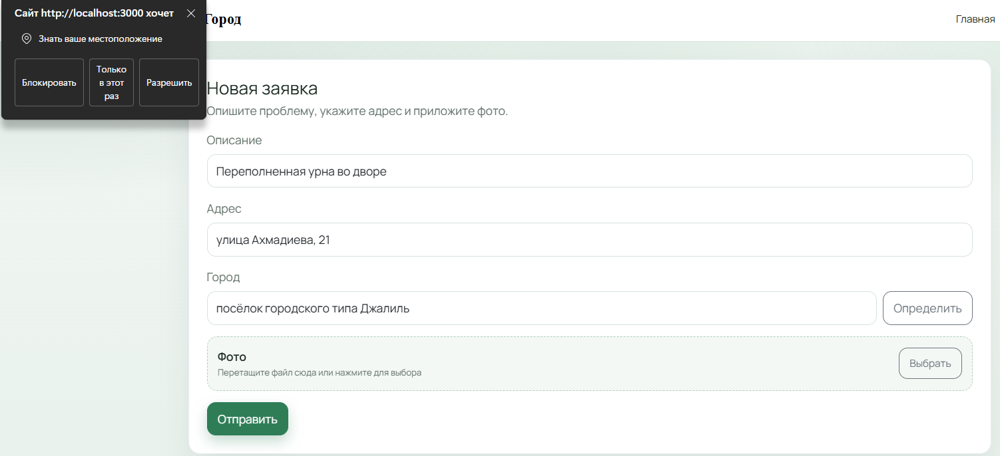 Сайт http://localhost:3000 хочет
Знать ваше местоположение
Блокировать
Только
в этот
раз
Разрешить
Город
Главная
Новая заявка
Опишите проблему, укажите адрес и приложите фото.
Описание
Переполненная урна во дворе
Адрес
улица Ахмадиева, 21
Город
посёлок городского типа Джалиль
Определить
Фото
Перетащите файл сюда или нажмите для выбора
Выбрать
Отправить